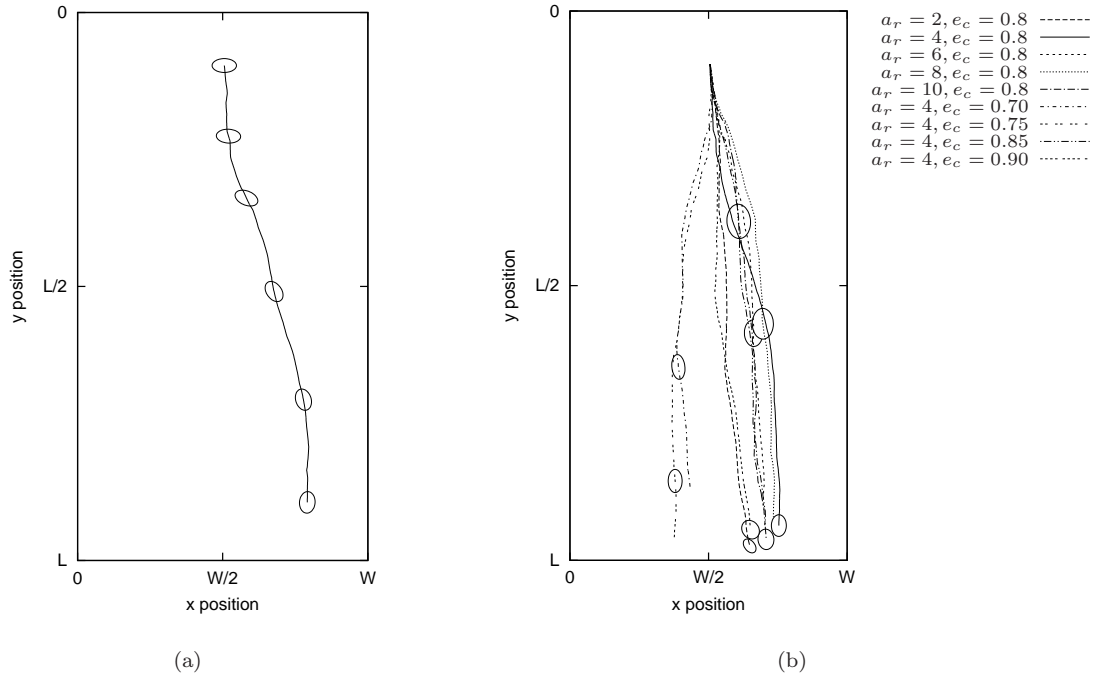 0
L/2
L
y position
0
W/2
W
x position
(a)
0
L/2
L
y position
0
W/2
W
x position
(b)
a_r = 2, e_c = 0.8
a_r = 4, e_c = 0.8
a_r = 6, e_c = 0.8
a_r = 8, e_c = 0.8
a_r = 10, e_c = 0.8
a_r = 4, e_c = 0.70
a_r = 4, e_c = 0.75
a_r = 4, e_c = 0.85
a_r = 4, e_c = 0.90